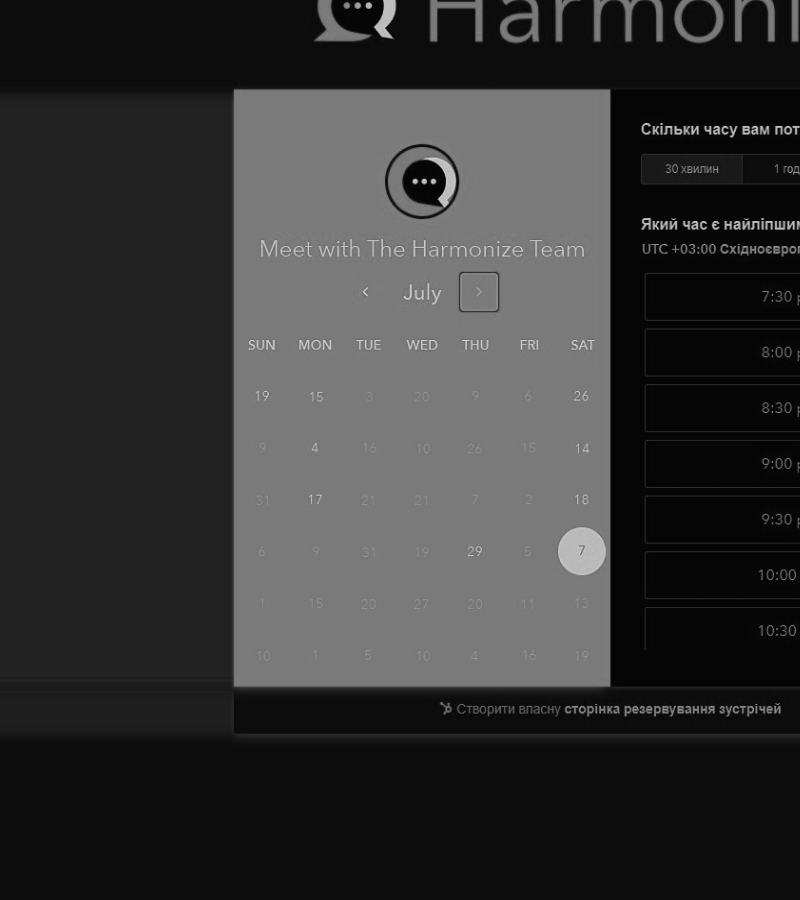 Harmoni
Meet with The Harmonize Team
July
SUN MON TUE WED THU FRI SAT
19 15 3 20 9 6 26
9 4 16 10 26 15 14
31 17 21 21 7 2 18
6 9 31 19 29 5 7
1 15 20 27 20 11 13
10 1 5 10 4 16 19
Скільки часу вам пот
30 хвилин 1 год
Який час є найліпшим
UTC +03:00 Східноєвроп
7:30 р
8:00 р
8:30 р
9:00 р
9:30 р
10:00
10:30
Створити власну сторінка резервування зустрічей